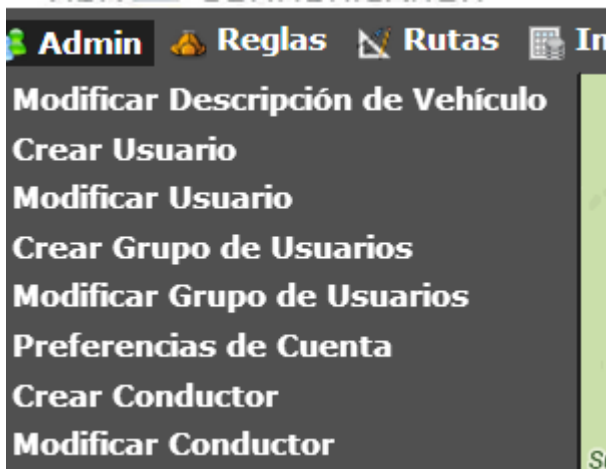 Admin Reglas Rutas
Modificar Descripción de Vehículo
Crear Usuario
Modificar Usuario
Crear Grupo de Usuarios
Modificar Grupo de Usuarios
Preferencias de Cuenta
Crear Conductor
Modificar Conductor